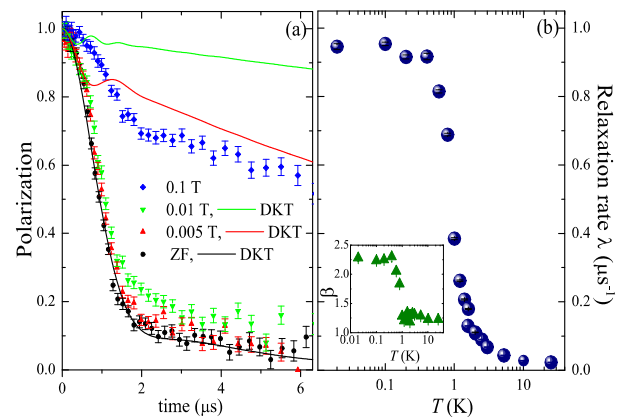 (a)
Polarization
1.0
0.8
0.6
0.4
0.2
0.0
0.1 T
0.01 T, DKT
0.005 T, DKT
ZF, DKT
0 2 4 6
time (μs)
(b)
1.0
0.8
0.6
0.4
0.2
0.0
Relaxation rate λ (μs⁻¹)
0.1 1 10
T (K)
β
2.5
2.0
1.5
1.0
0.01 0.1 1 10
T (K)